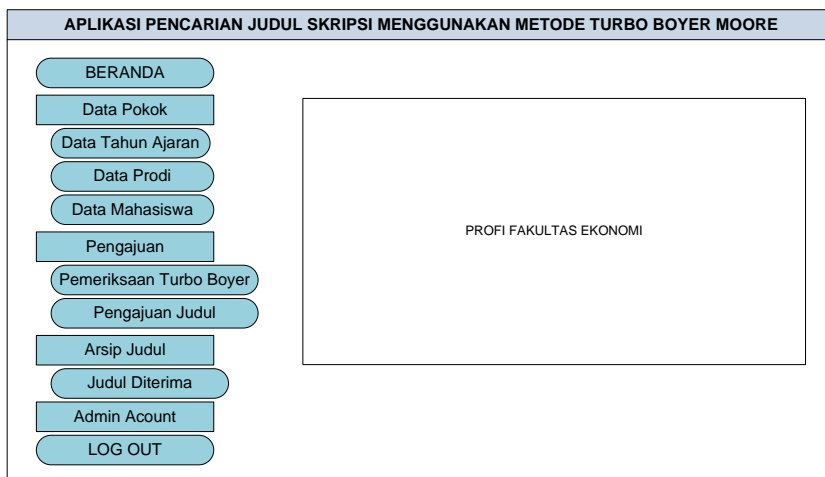 APLIKASI PENCARIAN JUDUL SKRIPSI MENGGUNAKAN METODE TURBO BOYER MOORE
BERANDA
Data Pokok
Data Tahun Ajaran
Data Prodi
Data Mahasiswa
Pengajuan
Pemeriksaan Turbo Boyer
Pengajuan Judul
Arsip Judul
Judul Diterima
Admin Acount
LOG OUT
PROFI FAKULTAS EKONOMI